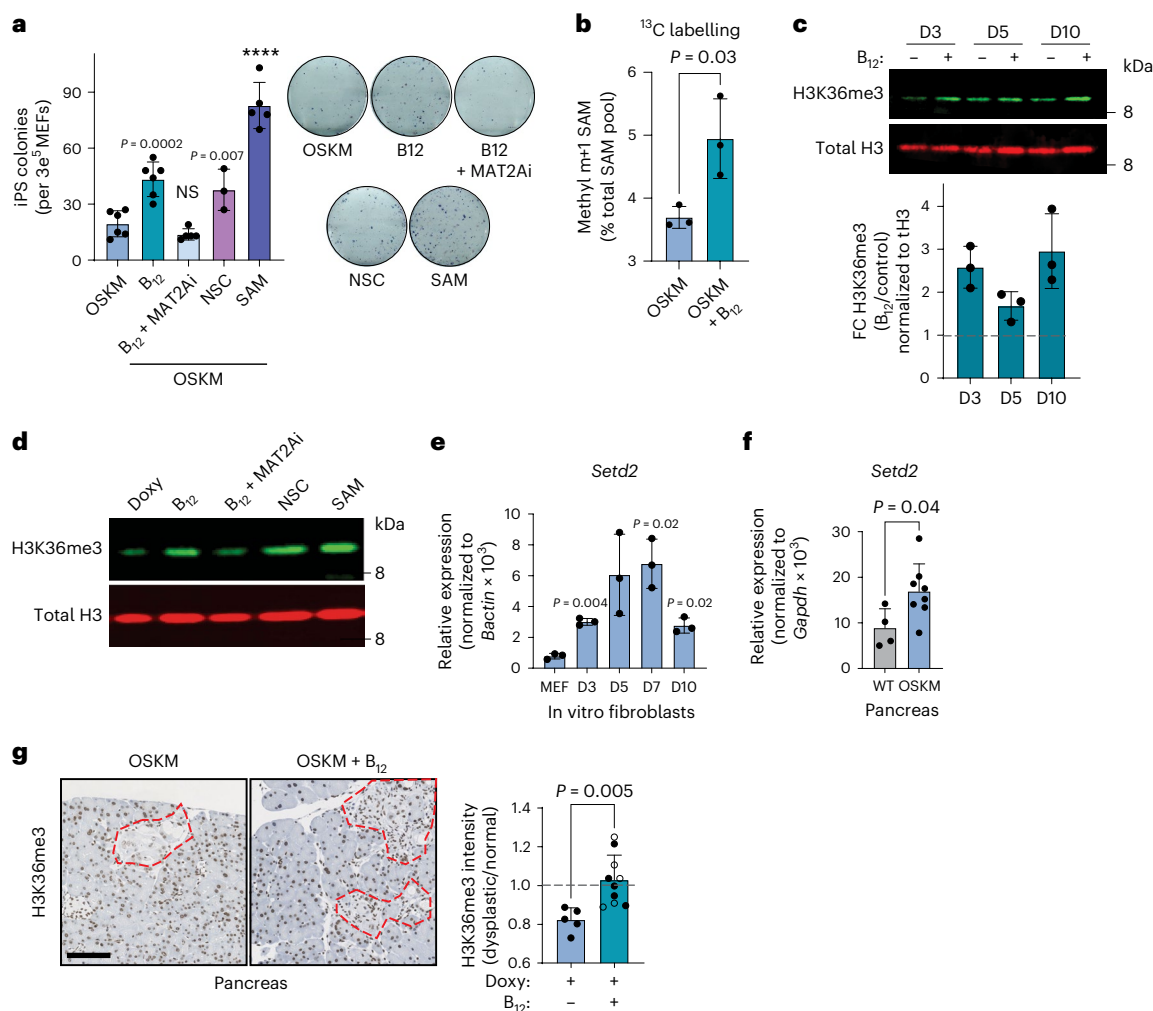 a
iPS colonies
(per 3e⁵ MEFs)
90
60
30
0
P = 0.0002
NS
P = 0.007
****
OSKM
B₁₂
B₁₂ + MAT2Ai
NSC
SAM
OSKM
OSKM
B12
B12
+ MAT2Ai
NSC
SAM
b
¹³C labelling
P = 0.03
Methyl m+1 SAM
(% total SAM pool)
6
5
4
3
OSKM
OSKM
+ B₁₂
c
D3
D5
D10
B₁₂:
– + – + – +
kDa
H3K36me3
8
Total H3
8
FC H3K36me3
(B₁₂/control)
normalized to tH3
4
3
2
1
0
D3
D5
D10
d
Doxy
B₁₂
B₁₂ + MAT2Ai
NSC
SAM
kDa
H3K36me3
8
Total H3
8
e
Setd2
Relative expression
(normalized to
Bactin × 10³)
10
8
6
4
2
0
P = 0.004
P = 0.02
P = 0.02
MEF
D3
D5
D7
D10
In vitro fibroblasts
f
Setd2
P = 0.04
Relative expression
(normalized to
Gapdh × 10³)
30
20
10
0
WT
OSKM
Pancreas
g
OSKM
OSKM + B₁₂
H3K36me3
Pancreas
P = 0.005
H3K36me3 intensity
(dysplastic/normal)
1.4
1.2
1.0
0.8
0.6
Doxy: + +
B₁₂: – +